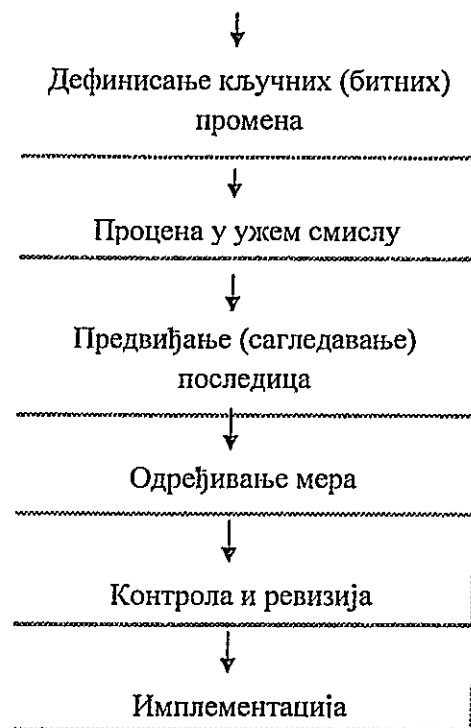 Дефинисање кључних (битних)
промена
Процена у ужем смислу
Предвиђање (сагледавање)
последица
Одређивање мера
Контрола и ревизија
Имплементација